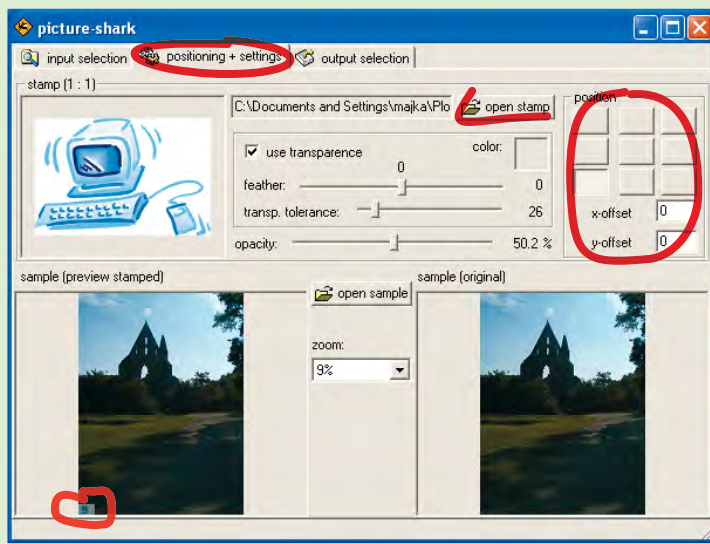 picture-shark
input selection
positioning + settings
output selection
stamp (1 : 1)
C:\Documents and Settings\majka\Plo
open stamp
position
use transparence
color:
0
feather:
0
transp. tolerance:
26
x-offset
0
opacity:
50.2 %
y-offset
0
sample (preview stamped)
open sample
sample (original)
zoom:
9%